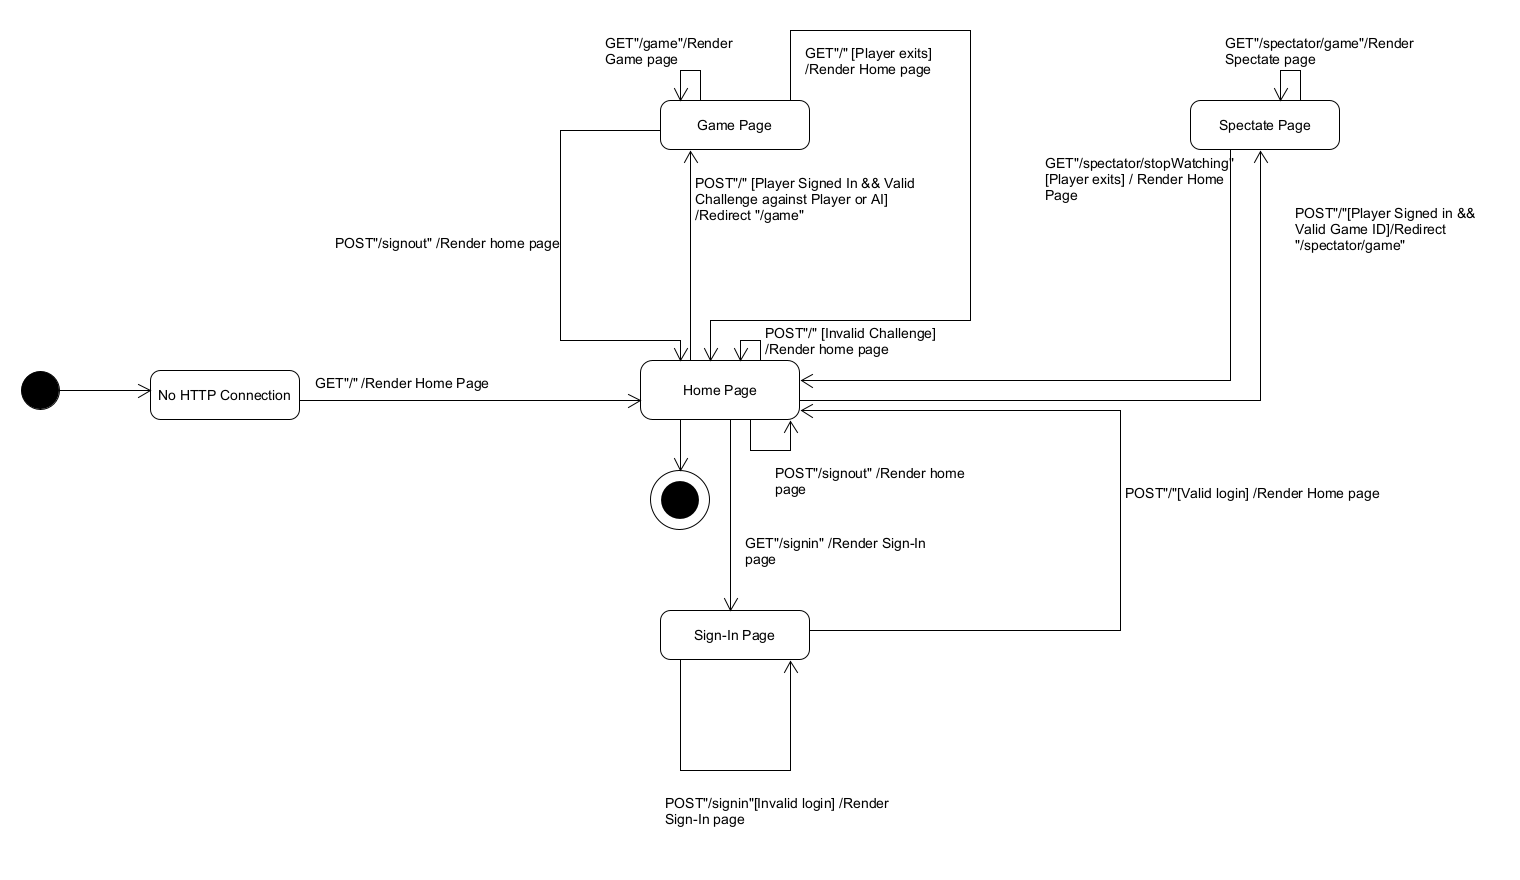 GET"/game"/Render
Game page
GET"/" [Player exits]
/Render Home page
GET"/spectator/game"/Render
Spectate page
Game Page
Spectate Page
GET"/spectator/stopWatching"
[Player exits] / Render Home
Page
POST"/" [Player Signed In && Valid
Challenge against Player or AI]
/Redirect "/game"
POST"/"[Player Signed in &&
Valid Game ID]/Redirect
"/spectator/game"
POST"/signout" /Render home page
POST"/" [Invalid Challenge]
/Render home page
No HTTP Connection
GET"/" /Render Home Page
Home Page
POST"/signout" /Render home
page
POST"/"[Valid login] /Render Home page
GET"/signin" /Render Sign-In
page
Sign-In Page
POST"/signin"[Invalid login] /Render
Sign-In page